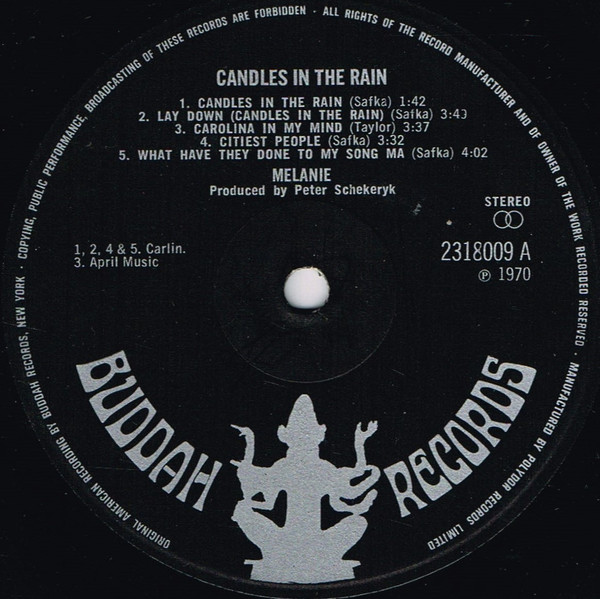 COPYING, PUBLIC PERFORMANCE, BROADCASTING OF THESE RECORDS ARE FORBIDDEN · ALL RIGHTS OF THE RECORD MANUFACTURER AND OF OWNER OF THE WORK RECORDED RESERVED ·
CANDLES IN THE RAIN
1. CANDLES IN THE RAIN (Safka) 1:42
2. LAY DOWN (CANDLES IN THE RAIN) (Safka) 3:43
3. CAROLINA IN MY MIND (Taylor) 3:37
4. CITIEST PEOPLE (Safka) 3:32
5. WHAT HAVE THEY DONE TO MY SONG MA (Safka) 4:02
MELANIE
Produced by Peter Schekeryk
STEREO
1, 2, 4 & 5. Carlin.
3. April Music
2318009 A
℗ 1970
BUDDAH RECORDS
ORIGINAL AMERICAN RECORDING BY BUDDAH RECORDS, NEW YORK ·
MANUFACTURED BY POLYDOR RECORDS LIMITED